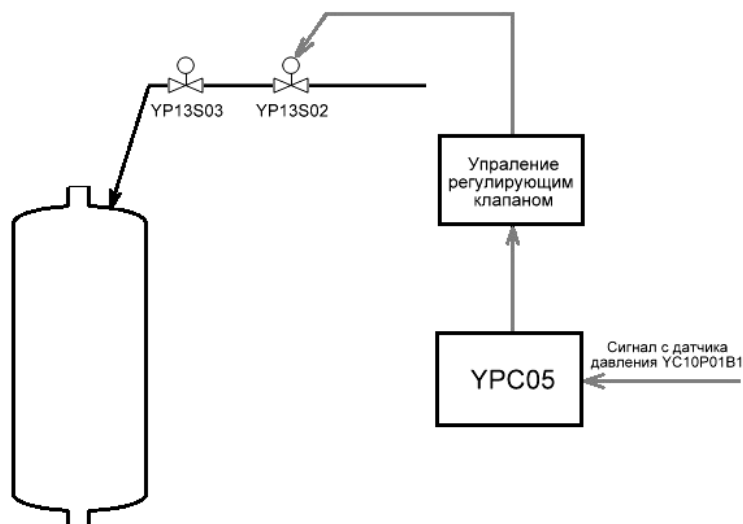 YP13S03
YP13S02
Упраление
регулирующим
клапаном
YPC05
Сигнал с датчика
давления YC10P01B1